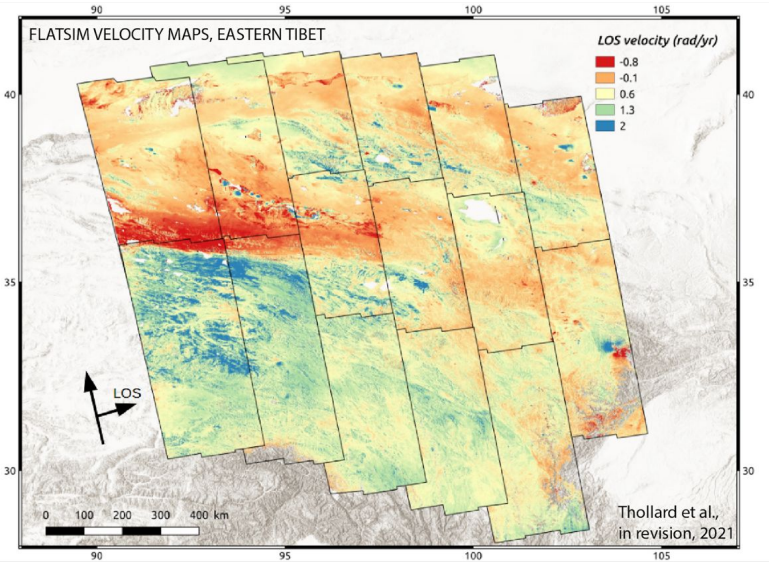 90 95 100 105
FLATSIM VELOCITY MAPS, EASTERN TIBET
LOS velocity (rad/yr)
-0.8
-0.1
0.6
1.3
2
40 40
35 35
LOS
30 30
0 100 200 300 400 km
Thollard et al.,
in revision, 2021
90 95 100 105